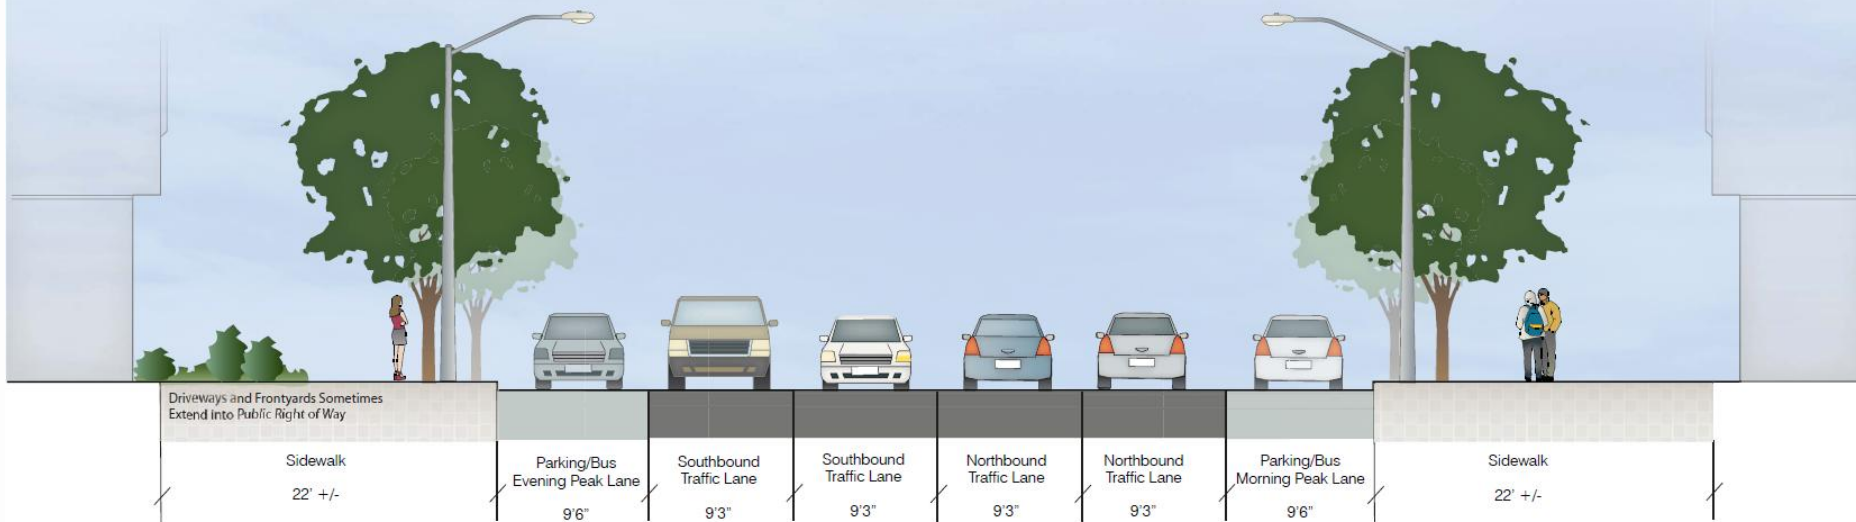 Driveways and Frontyards Sometimes
Extend into Public Right of Way
Sidewalk
22' +/-
Parking/Bus
Evening Peak Lane
9'6"
Southbound
Traffic Lane
9'3"
Southbound
Traffic Lane
9'3"
Northbound
Traffic Lane
9'3"
Northbound
Traffic Lane
9'3"
Parking/Bus
Morning Peak Lane
9'6"
Sidewalk
22' +/-